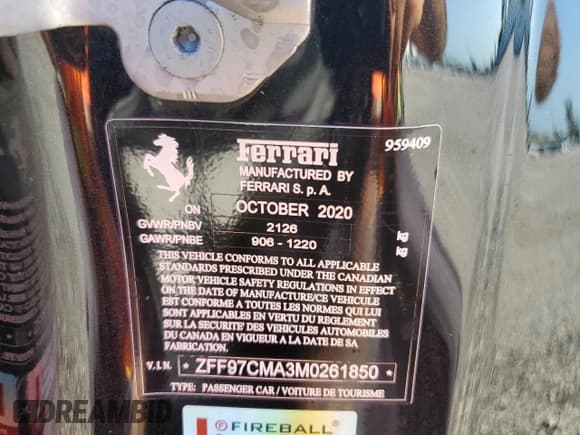 Ferrari
959409
MANUFACTURED BY
FERRARI S. p. A.
ON OCTOBER 2020
GVWR/PNBV 2126 kg
GAWR/PNBE 906 - 1220 kg
THIS VEHICLE CONFORMS TO ALL APPLICABLE
STANDARDS PRESCRIBED UNDER THE CANADIAN
MOTOR VEHICLE SAFETY REGULATIONS IN EFFECT
ON THE DATE OF MANUFACTURE/CE VEHICULE
EST CONFORME A TOUTES LES NORMES QUI LUI
SONT APPLICABLES EN VERTU DU REGLEMENT
SUR LA SECURITE' DES VEHICULES AUTOMOBILES
DU CANADA EN VIGUEUR A LA DATE DE SA
FABRICATION.
V.I.N. * ZFF97CMA3M0261850 *
TYPE: PASSENGER CAR / VOITURE DE TOURISME
FIREBALL®
DREAMBID